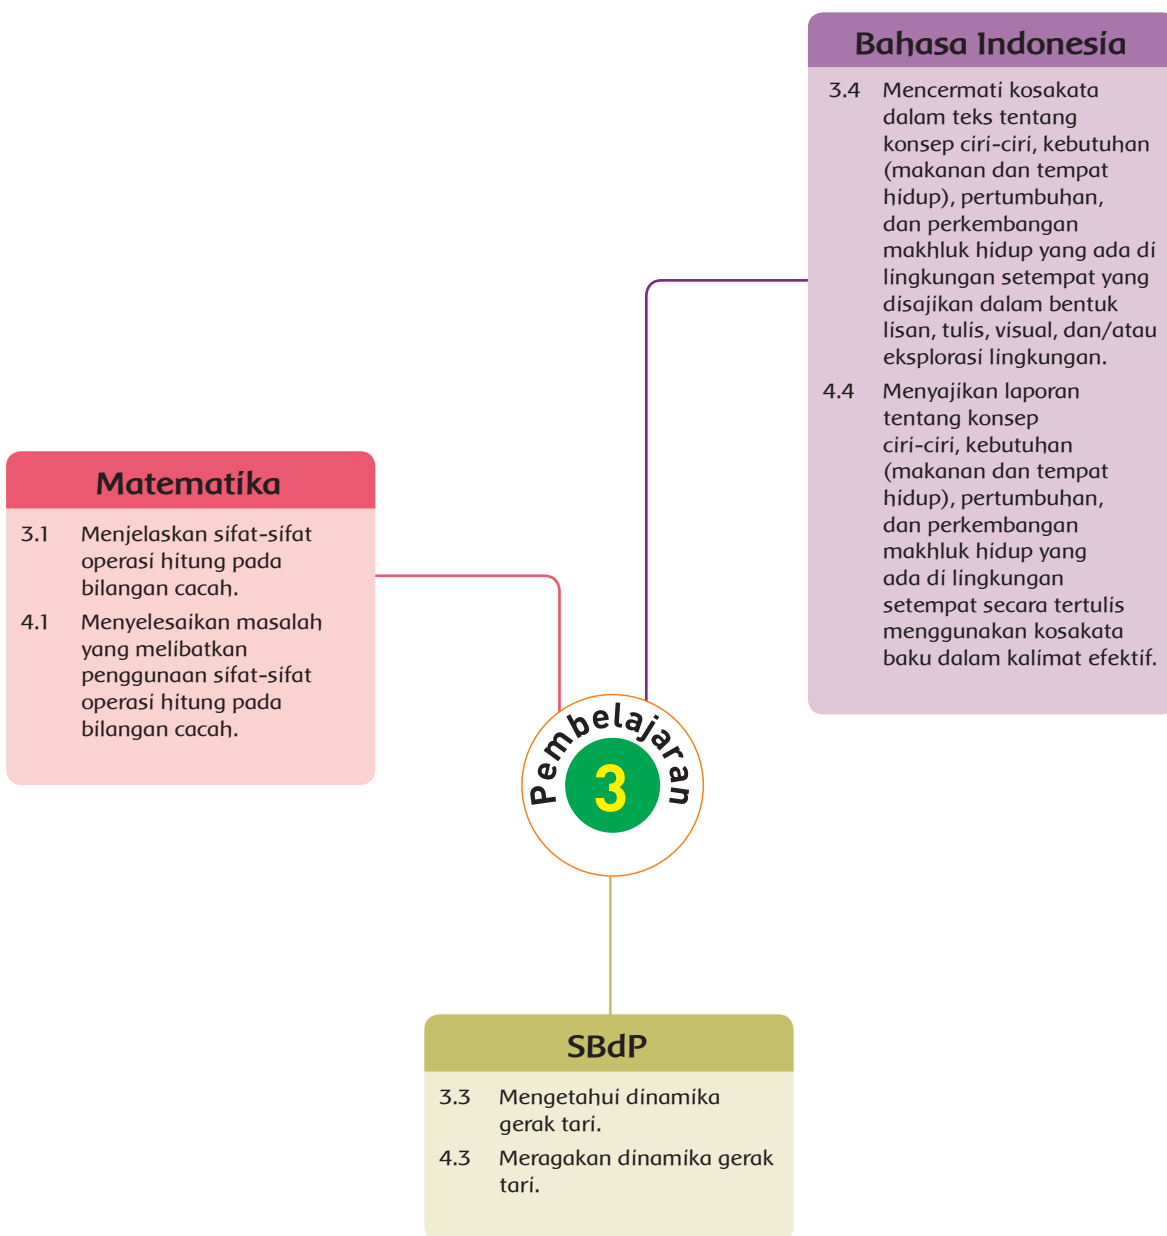 Bahasa Indonesia
3.4 Mencermati kosakata
dalam teks tentang
konsep ciri-ciri, kebutuhan
(makanan dan tempat
hidup), pertumbuhan,
dan perkembangan
makhluk hidup yang ada di
lingkungan setempat yang
disajikan dalam bentuk
lisan, tulis, visual, dan/atau
eksplorasi lingkungan.
4.4 Menyajikan laporan
tentang konsep
ciri-ciri, kebutuhan
(makanan dan tempat
hidup), pertumbuhan,
dan perkembangan
makhluk hidup yang
ada di lingkungan
setempat secara tertulis
menggunakan kosakata
baku dalam kalimat efektif.
Matematika
3.1 Menjelaskan sifat-sifat
operasi hitung pada
bilangan cacah.
4.1 Menyelesaikan masalah
yang melibatkan
penggunaan sifat-sifat
operasi hitung pada
bilangan cacah.
Pembelajaran
3
SBdP
3.3 Mengetahui dinamika
gerak tari.
4.3 Meragakan dinamika gerak
tari.